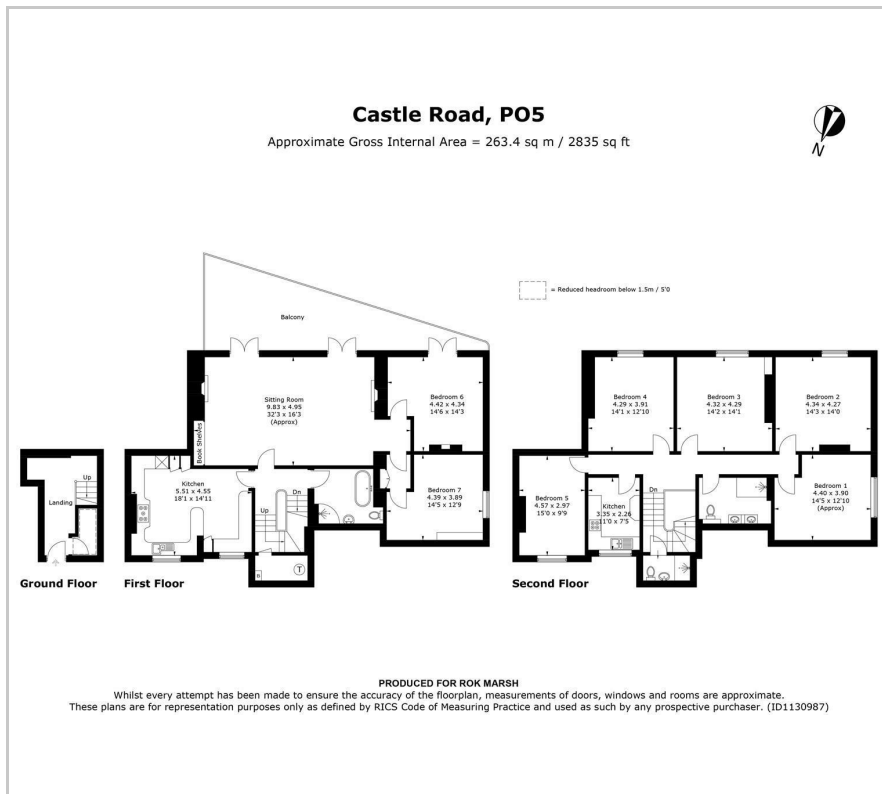 Castle Road, PO5
Approximate Gross Internal Area = 263.4 sq m / 2835 sq ft
N
= Reduced headroom below 1.5m / 5'0
Balcony
Sitting Room
9.83 x 4.95
32'3 x 16'3
(Approx)
Book Shelves
Bedroom 6
4.42 x 4.34
14'6 x 14'3
Bedroom 7
4.39 x 3.89
14'5 x 12'9
Kitchen
5.51 x 4.55
18'1 x 14'11
Up
Dn
B
T
Up
Landing
Ground Floor
First Floor
Bedroom 4
4.29 x 3.91
14'1 x 12'10
Bedroom 3
4.32 x 4.29
14'2 x 14'1
Bedroom 2
4.34 x 4.27
14'3 x 14'0
Bedroom 5
4.57 x 2.97
15'0 x 9'9
Kitchen
3.35 x 2.26
11'0 x 7'5
Dn
Bedroom 1
4.40 x 3.90
14'5 x 12'10
(Approx)
Second Floor
PRODUCED FOR ROK MARSH
Whilst every attempt has been made to ensure the accuracy of the floorplan, measurements of doors, windows and rooms are approximate.
These plans are for representation purposes only as defined by RICS Code of Measuring Practice and used as such by any prospective purchaser. (ID1130987)